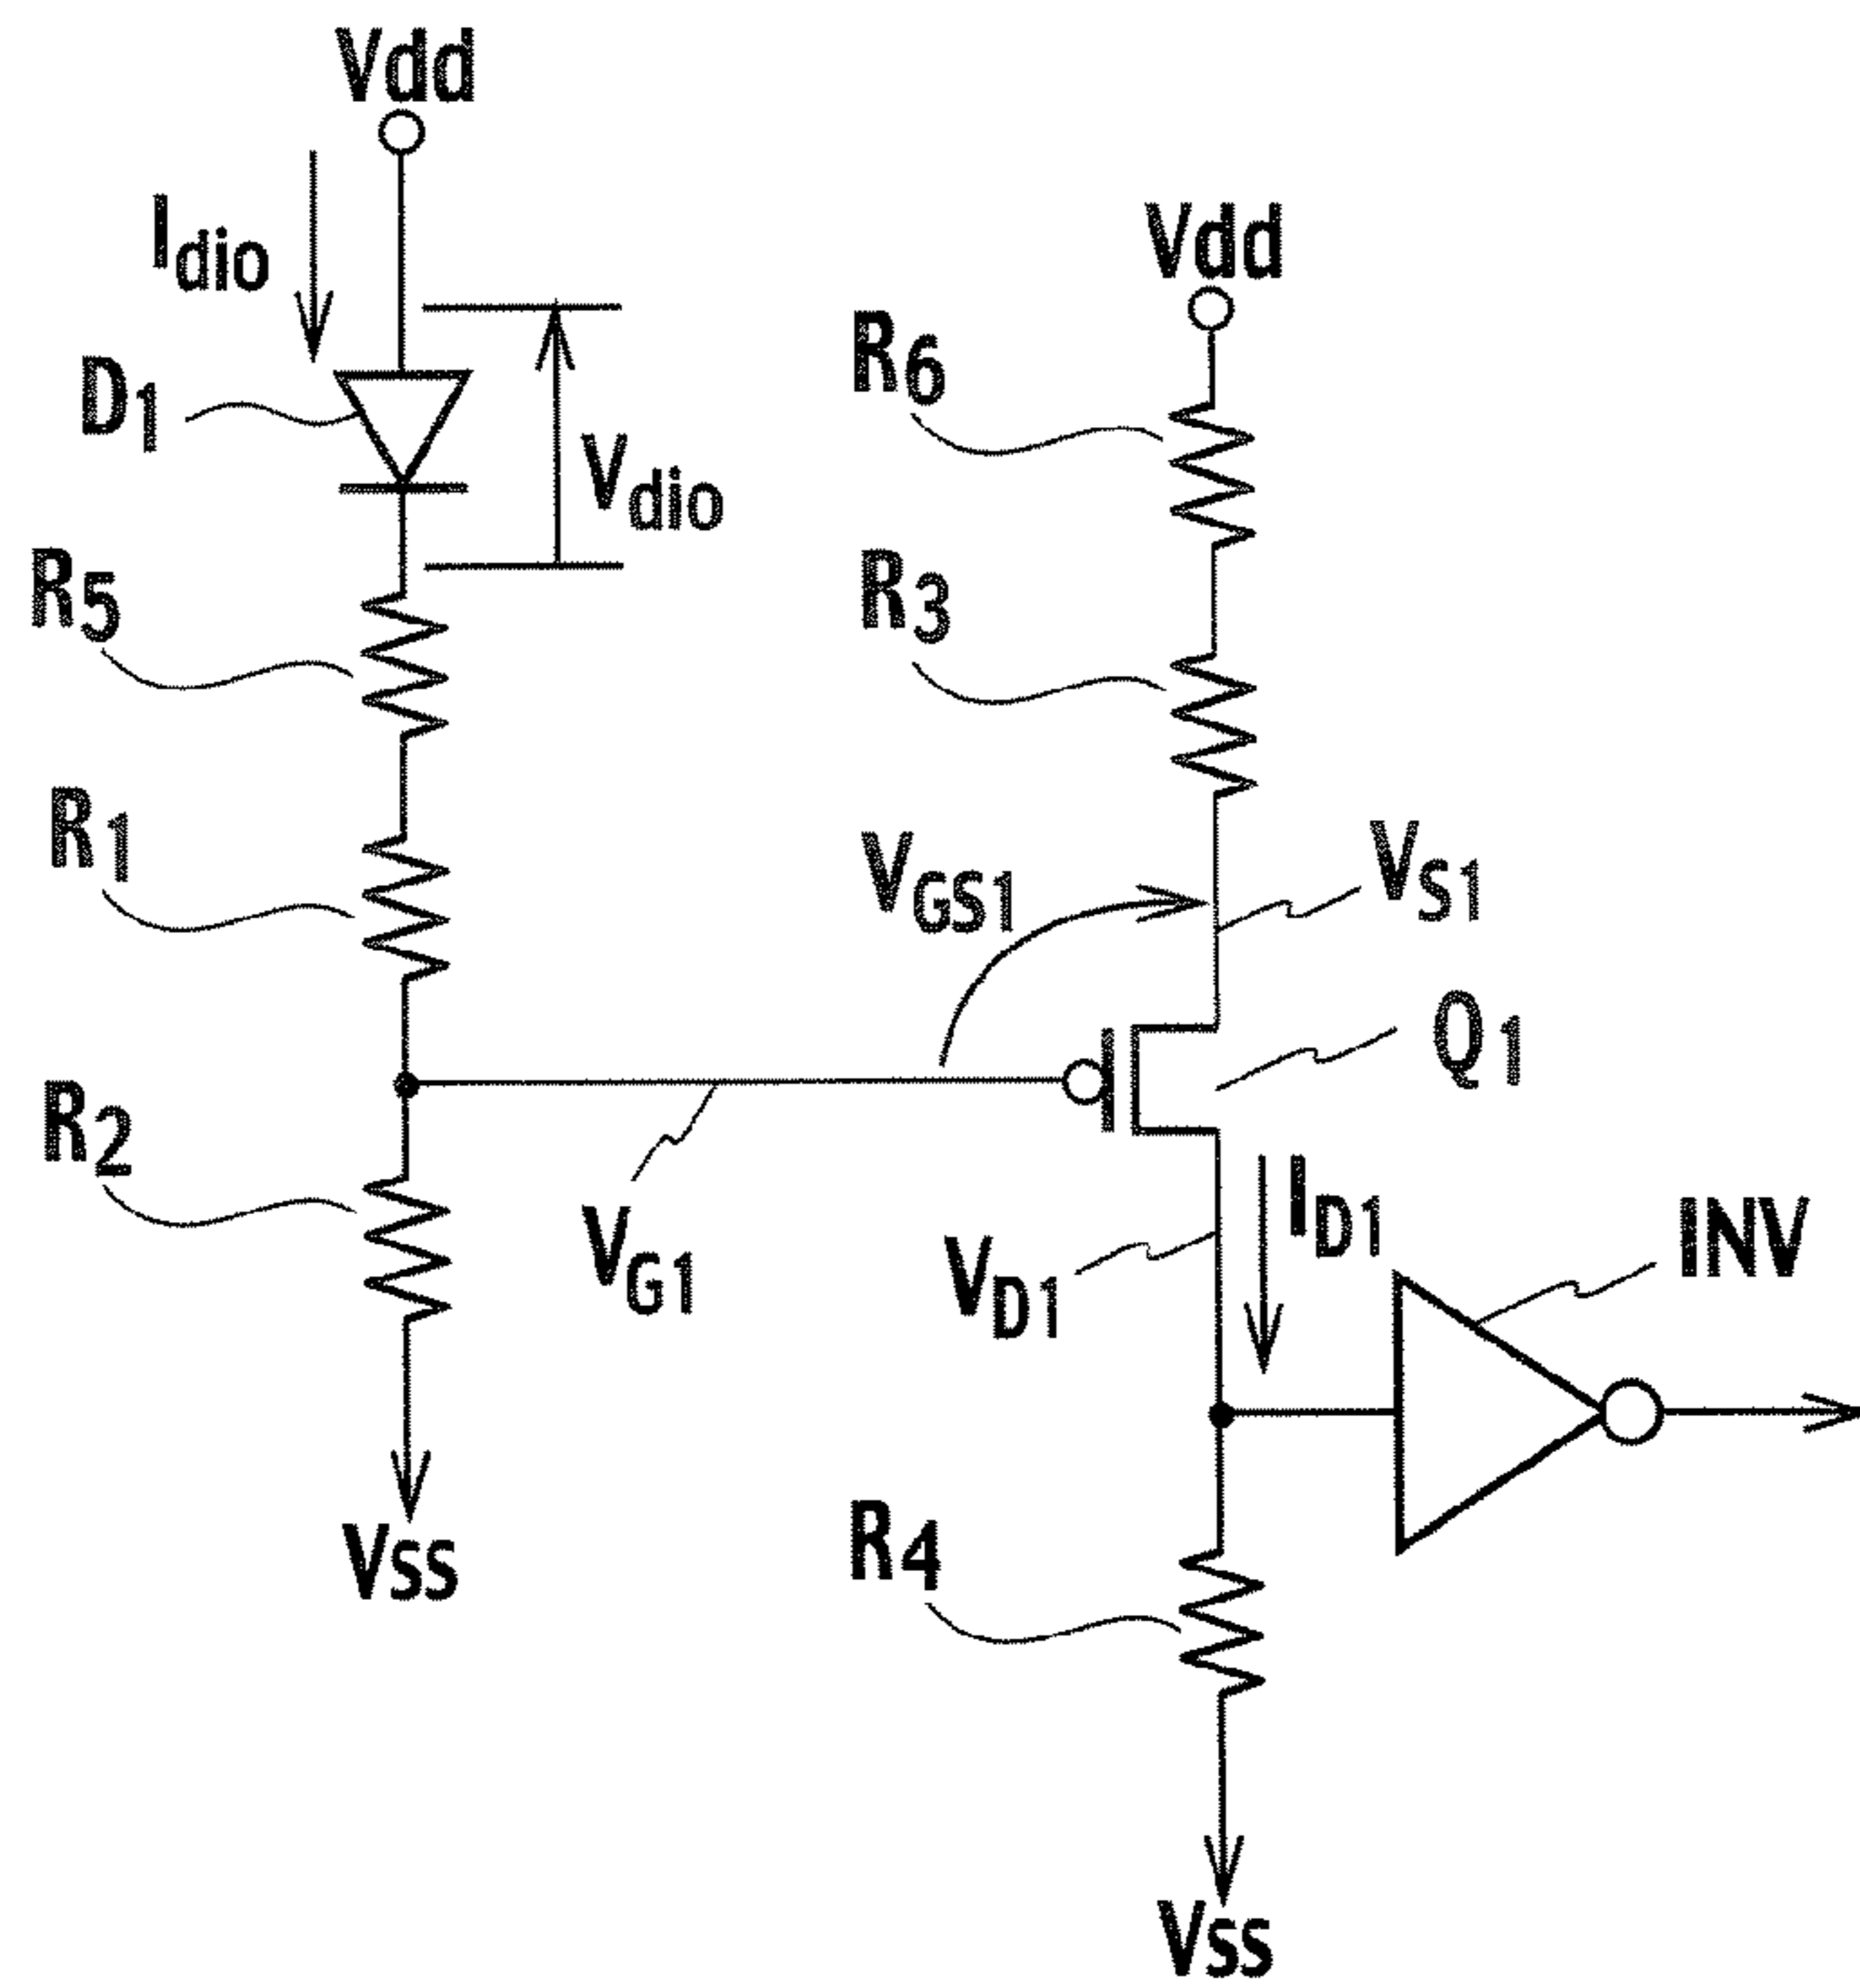 Vdd
Idio
Vdd
R6
D1
Vdio
R5
R3
R1
VGS1
VS1
Q1
R2
VG1
VD1
ID1
INV
R4
VSS
VSS